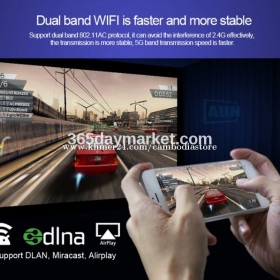 Dual band WIFI is faster and more stable
Support dual band 802.11AC protocol, it can avoid the interference of 2.4G effectively,
the transmission is more stable, 5G band transmission speed is faster.
365daymarket.com
www.khmer21.com/cambodiastore
dlna
AirPlay
upport DLAN, Miracast, Airplay